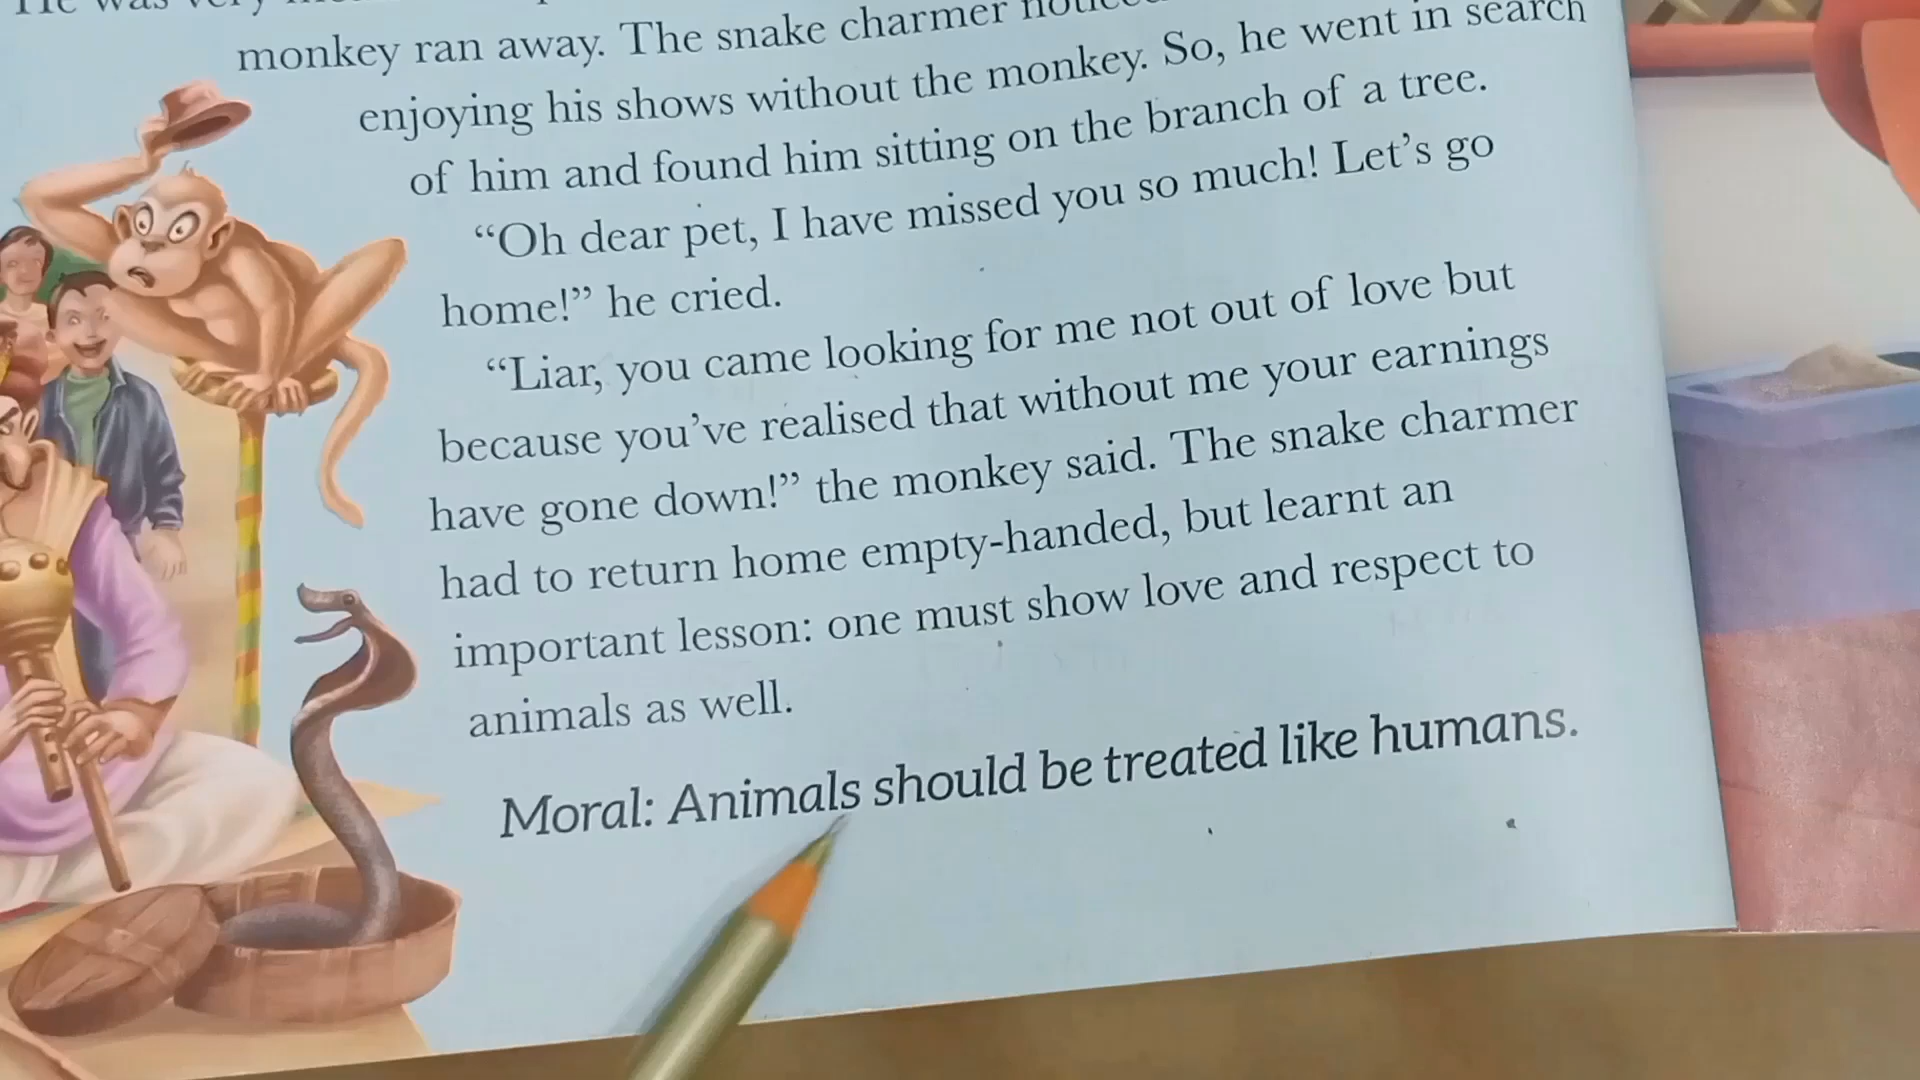 He was very
monkey ran away. The snake charmer
enjoying his shows without the monkey. So, he went in search
of him and found him sitting on the branch of a tree.
“Oh dear pet, I have missed you so much! Let’s go
home!” he cried.
“Liar, you came looking for me not out of love but
because you’ve realised that without me your earnings
have gone down!” the monkey said. The snake charmer
had to return home empty-handed, but learnt an
important lesson: one must show love and respect to
animals as well.
Moral: Animals should be treated like humans.